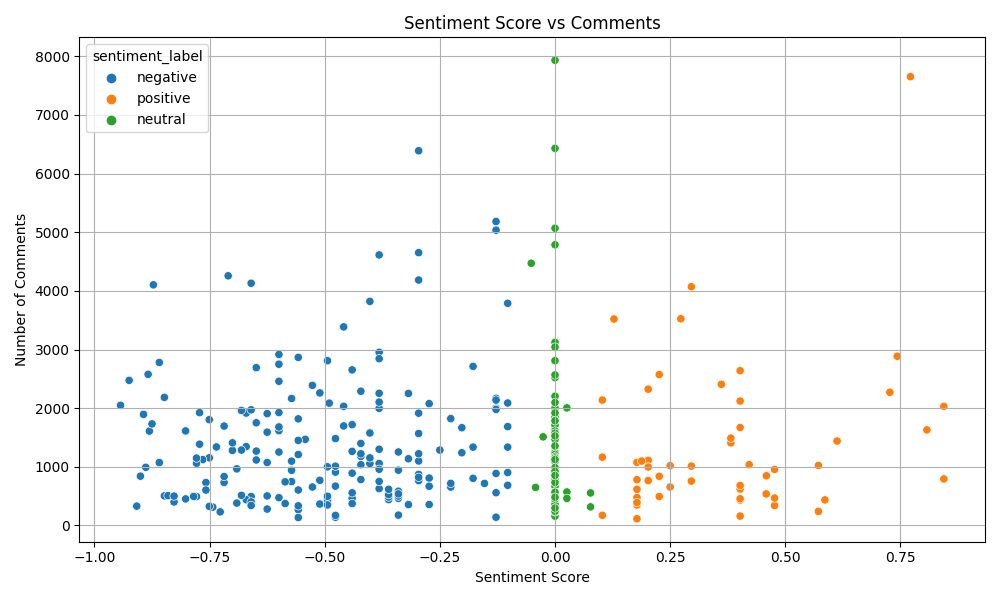 Sentiment Score vs Comments
sentiment_label
negative
positive
neutral
8000
7000
6000
5000
4000
3000
2000
1000
0
Number of Comments
−1.00 −0.75 −0.50 −0.25 0.00 0.25 0.50 0.75
Sentiment Score